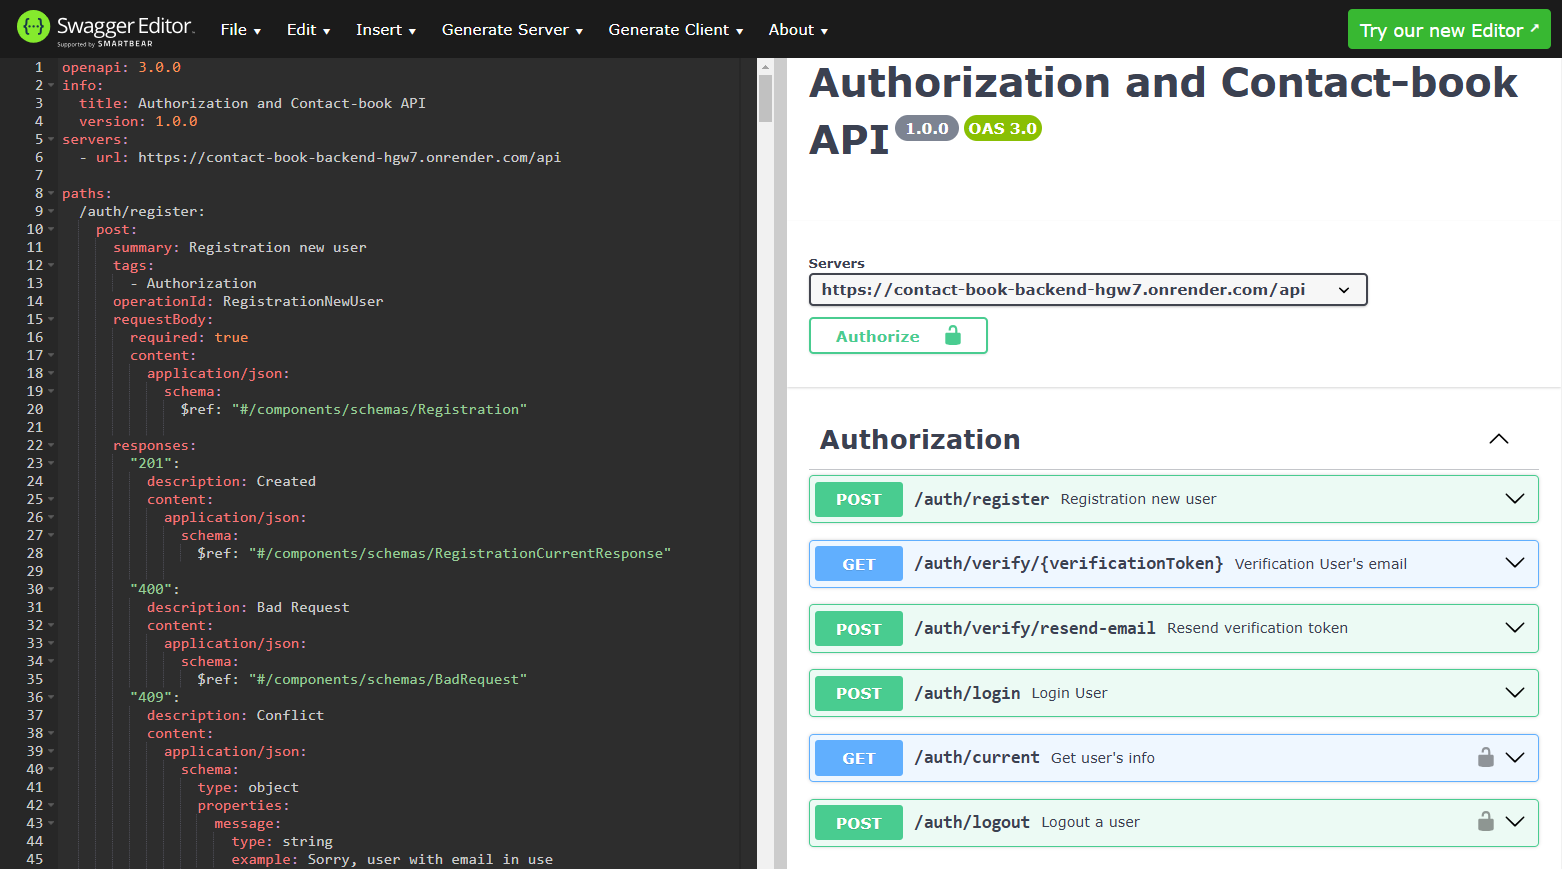 Swagger Editor
Supported by SMARTBEAR
File Edit Insert Generate Server Generate Client About
Try our new Editor
1 openapi: 3.0.0
2 info:
3 title: Authorization and Contact-book API
4 version: 1.0.0
5 servers:
6 - url: https://contact-book-backend-hgw7.onrender.com/api
7
8 paths:
9 /auth/register:
10 post:
11 summary: Registration new user
12 tags:
13 - Authorization
14 operationId: RegistrationNewUser
15 requestBody:
16 required: true
17 content:
18 application/json:
19 schema:
20 $ref: "#/components/schemas/Registration"
21
22 responses:
23 "201":
24 description: Created
25 content:
26 application/json:
27 schema:
28 $ref: "#/components/schemas/RegistrationCurrentResponse"
29
30 "400":
31 description: Bad Request
32 content:
33 application/json:
34 schema:
35 $ref: "#/components/schemas/BadRequest"
36 "409":
37 description: Conflict
38 content:
39 application/json:
40 schema:
41 type: object
42 properties:
43 message:
44 type: string
45 example: Sorry, user with email in use
Authorization and Contact-book
API 1.0.0 OAS 3.0
Servers
https://contact-book-backend-hgw7.onrender.com/api
Authorize
Authorization
POST /auth/register Registration new user
GET /auth/verify/{verificationToken} Verification User's email
POST /auth/verify/resend-email Resend verification token
POST /auth/login Login User
GET /auth/current Get user's info
POST /auth/logout Logout a user